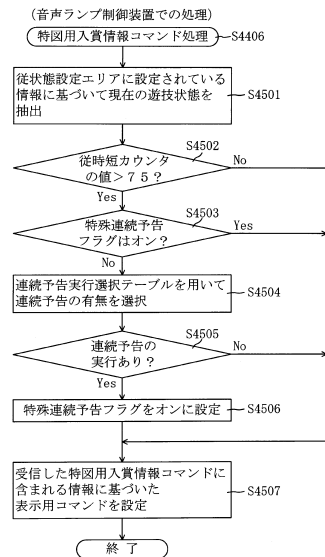 (音声ランプ制御装置での処理)
特図用入賞情報コマンド処理
S4406
従状態設定エリアに設定されている
情報に基づいて現在の遊技状態を
抽出
S4501
S4502
従時短カウンタ
の値>75?
No
Yes
S4503
特殊連続予告
フラグはオン?
Yes
No
連続予告実行選択テーブルを用いて
連続予告の有無を選択
S4504
S4505
連続予告の
実行あり?
No
Yes
特殊連続予告フラグをオンに設定
S4506
受信した特図用入賞情報コマンドに
含まれる情報に基づいた
表示用コマンドを設定
S4507
終了